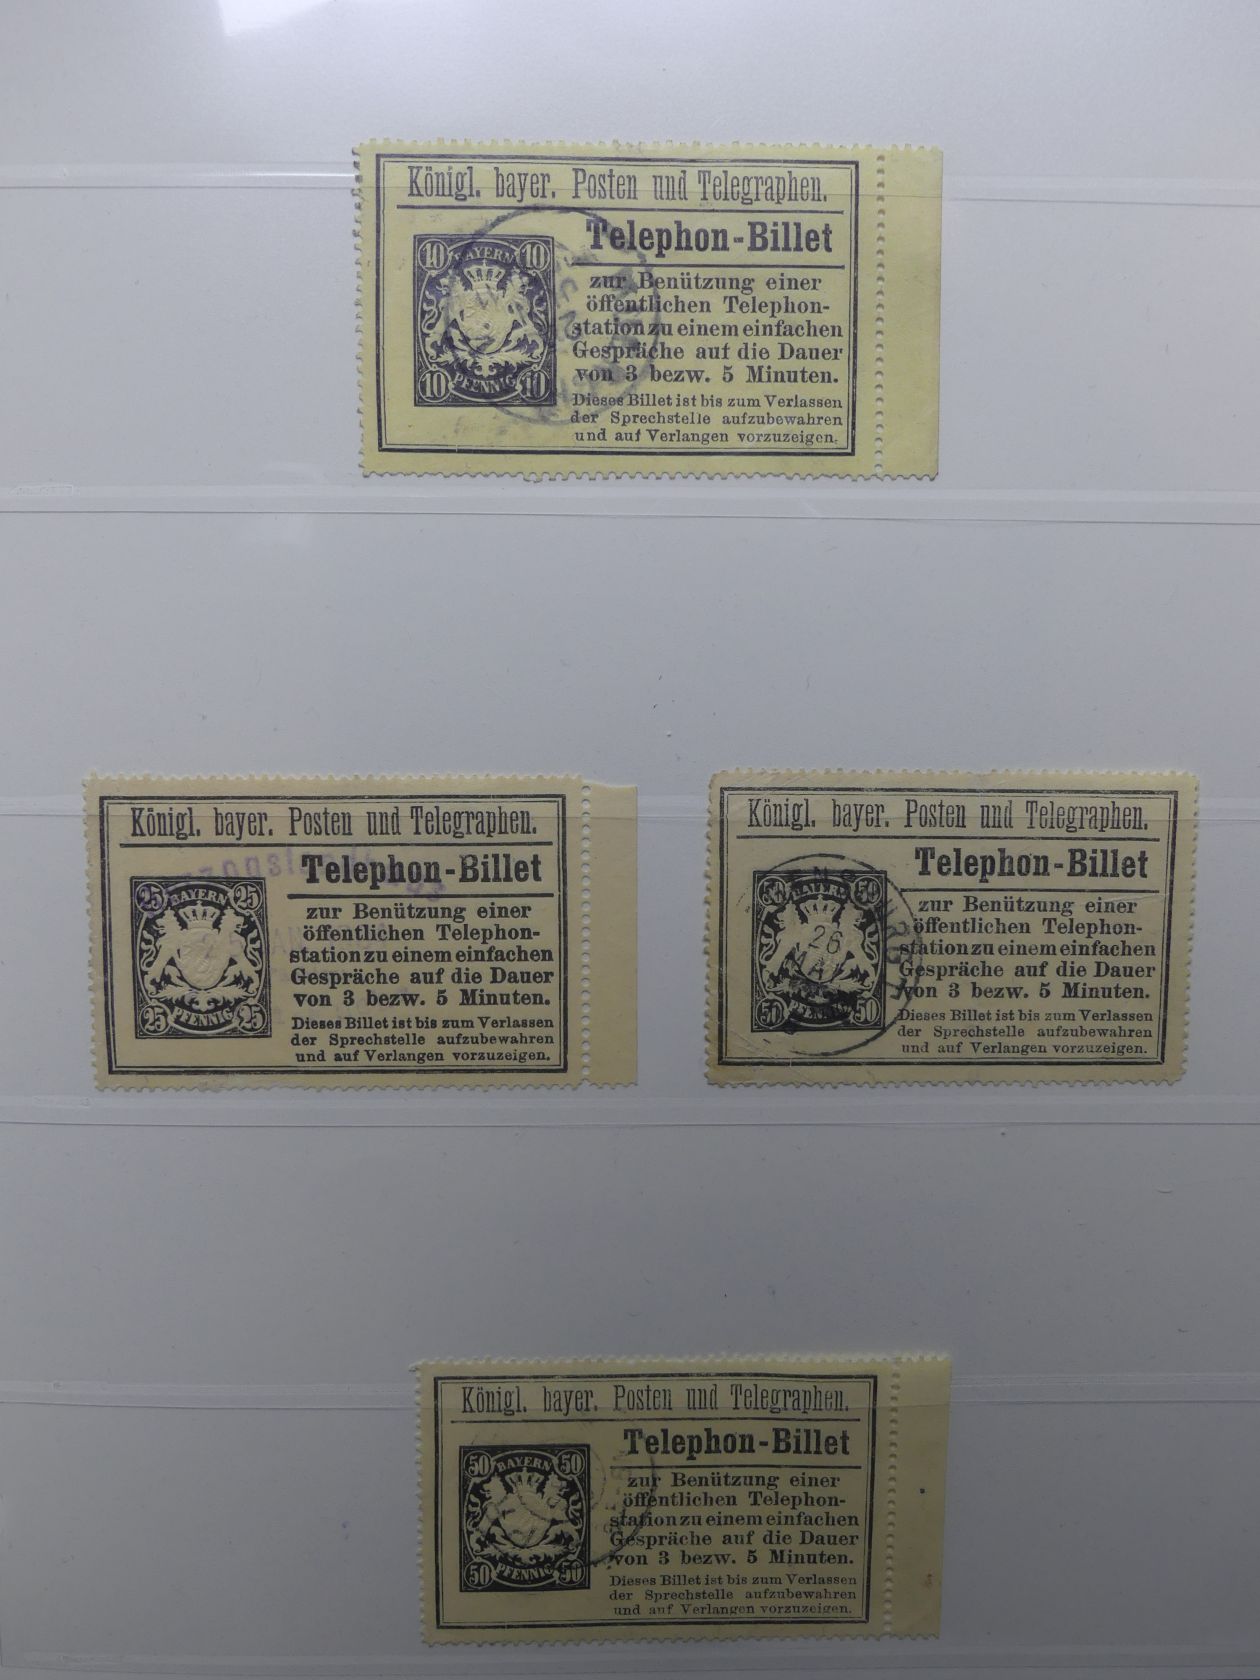 Königl. bayer. Posten und Telegraphen.
Telephon-Billet
10 10
BAYERN
PFENNIG
10 10
zur Benützung einer
öffentlichen Telephon-
station zu einem einfachen
Gespräche auf die Dauer
von 3 bezw. 5 Minuten.
Dieses Billet ist bis zum Verlassen
der Sprechstelle aufzubewahren
und auf Verlangen vorzuzeigen.
Königl. bayer. Posten und Telegraphen.
Telephon-Billet
25 25
BAYERN
PFENNIG
25 25
zur Benützung einer
öffentlichen Telephon-
station zu einem einfachen
Gespräche auf die Dauer
von 3 bezw. 5 Minuten.
Dieses Billet ist bis zum Verlassen
der Sprechstelle aufzubewahren
und auf Verlangen vorzuzeigen.
Königl. bayer. Posten und Telegraphen.
Telephon-Billet
50 50
BAYERN
26
MAI
PFENNIG
50 50
zur Benützung einer
öffentlichen Telephon-
station zu einem einfachen
Gespräche auf die Dauer
von 3 bezw. 5 Minuten.
Dieses Billet ist bis zum Verlassen
der Sprechstelle aufzubewahren
und auf Verlangen vorzuzeigen.
Königl. bayer. Posten und Telegraphen.
Telephon-Billet
50 50
BAYERN
PFENNIG
50 50
zur Benützung einer
öffentlichen Telephon-
station zu einem einfachen
Gespräche auf die Dauer
von 3 bezw. 5 Minuten.
Dieses Billet ist bis zum Verlassen
der Sprechstelle aufzubewahren
und auf Verlangen vorzuzeigen.